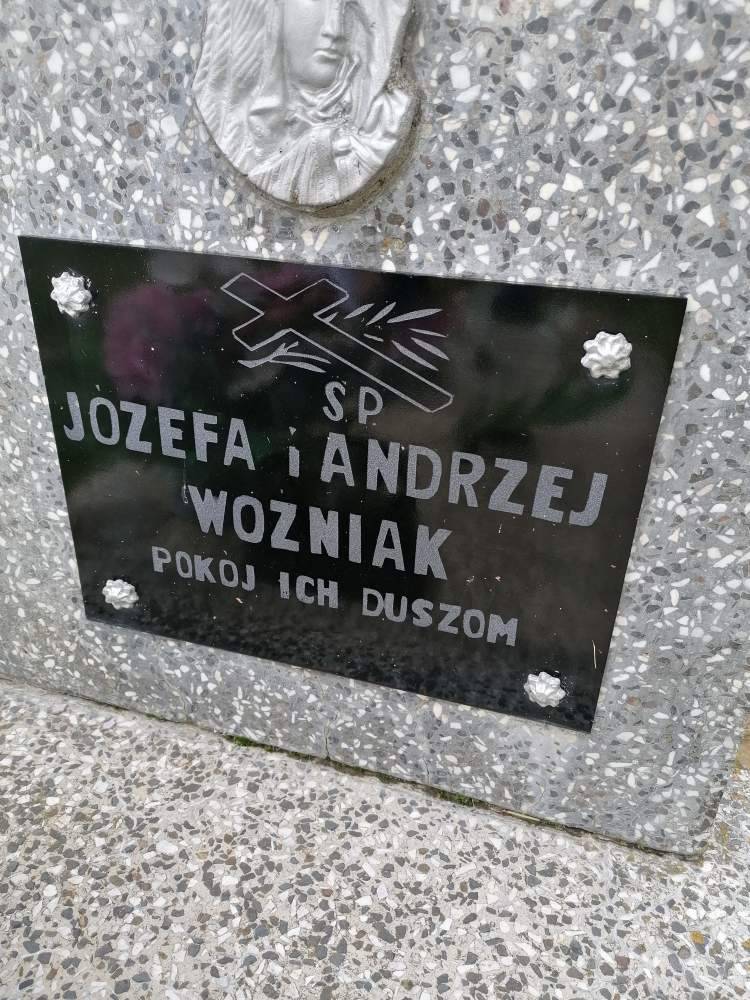 SP
JOZEFA i ANDRZEJ
WOZNIAK
POKOJ ICH DUSZOM